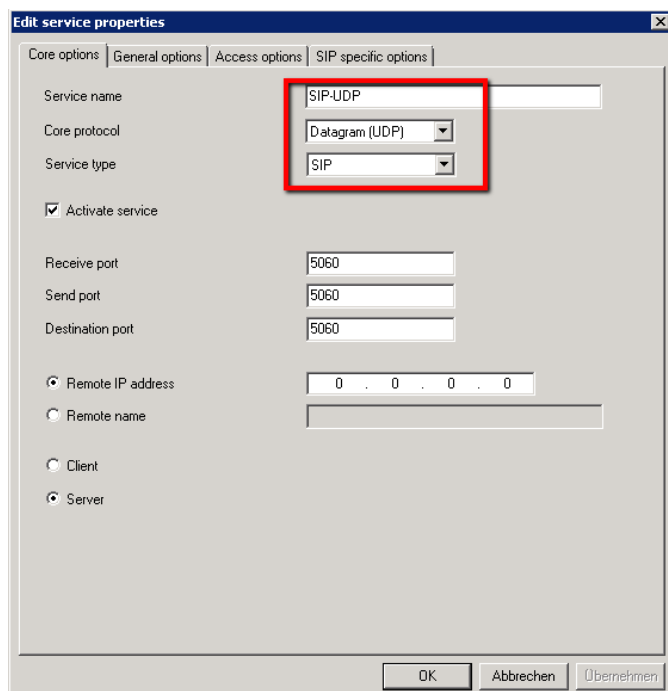 Edit service properties
Core options General options Access options SIP specific options
Service name SIP-UDP
Core protocol Datagram (UDP)
Service type SIP
Activate service
Receive port 5060
Send port 5060
Destination port 5060
Remote IP address 0 . 0 . 0 . 0
Remote name
Client
Server
OK Abbrechen Übernehmen